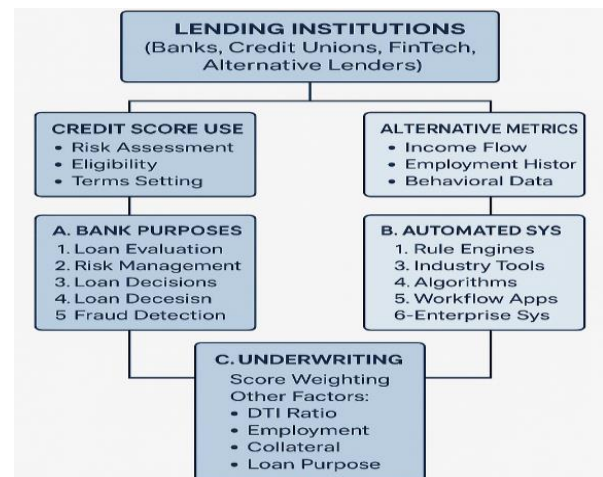 LENDING INSTITUTIONS
(Banks, Credit Unions, FinTech,
Alternative Lenders)
CREDIT SCORE USE
• Risk Assessment
• Eligibility
• Terms Setting
ALTERNATIVE METRICS
• Income Flow
• Employment Histor
• Behavioral Data
A. BANK PURPOSES
1. Loan Evaluation
2. Risk Management
3. Loan Decisions
4. Loan Decesisn
5 Fraud Detection
B. AUTOMATED SYS
1. Rule Engines
3. Industry Tools
4. Algorithms
5. Workflow Apps
6-Enterprise Sys
C. UNDERWRITING
Score Weighting
Other Factors:
• DTI Ratio
• Employment
• Collateral
• Loan Purpose